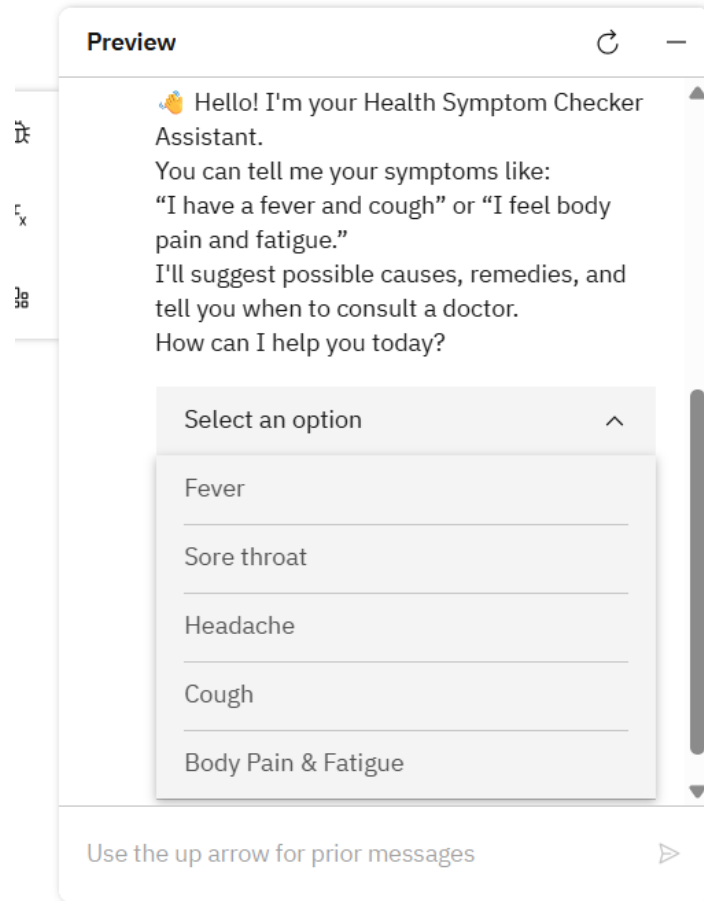 Preview
👋 Hello! I'm your Health Symptom Checker
Assistant.
You can tell me your symptoms like:
“I have a fever and cough” or “I feel body
pain and fatigue.”
I'll suggest possible causes, remedies, and
tell you when to consult a doctor.
How can I help you today?
Select an option
Fever
Sore throat
Headache
Cough
Body Pain & Fatigue
Use the up arrow for prior messages